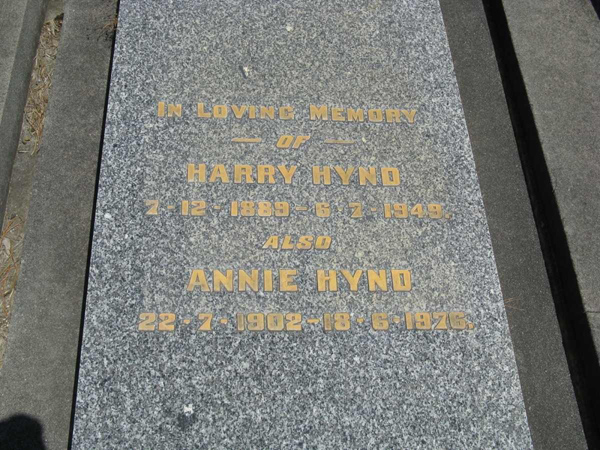 IN LOVING MEMORY
— OF —
HARRY HYND
7-12-1889-6-7-1949.
ALSO
ANNIE HYND
22-7-1902-18-6-1976.